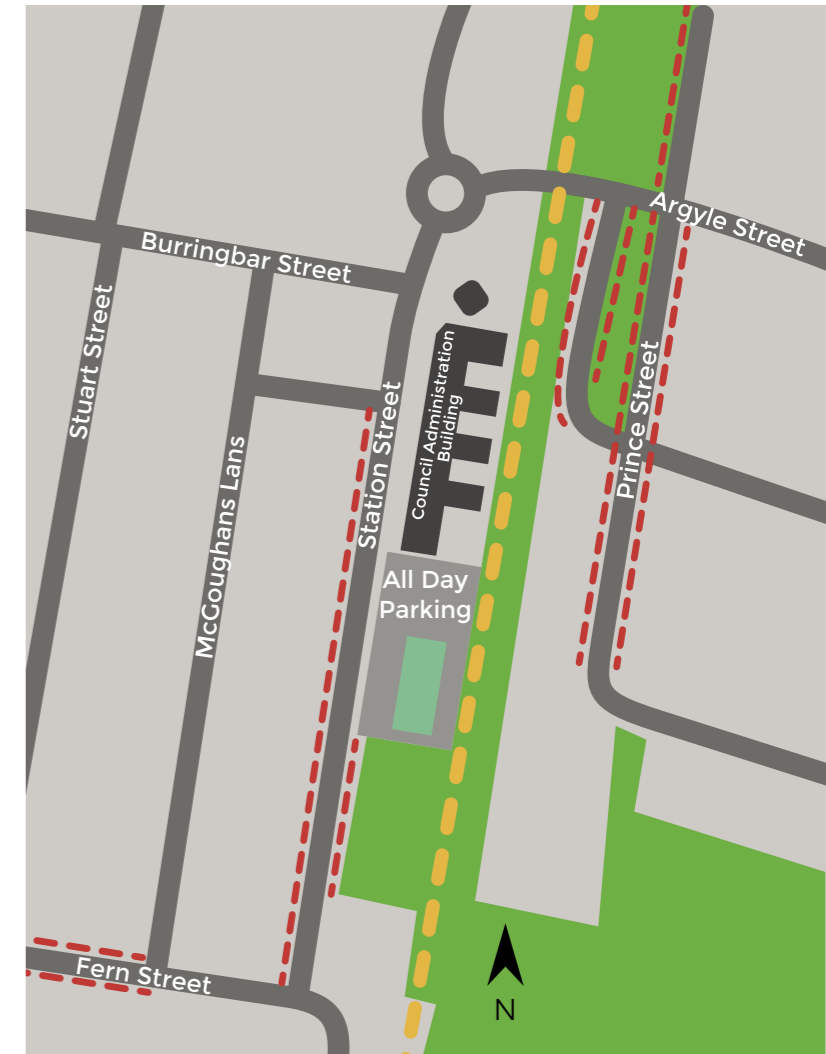 Argyle Street
Burringbar Street
Stuart Street
Council Administration
Building
Prince Street
Station Street
McGoughans Lans
All Day
Parking
Fern Street
N